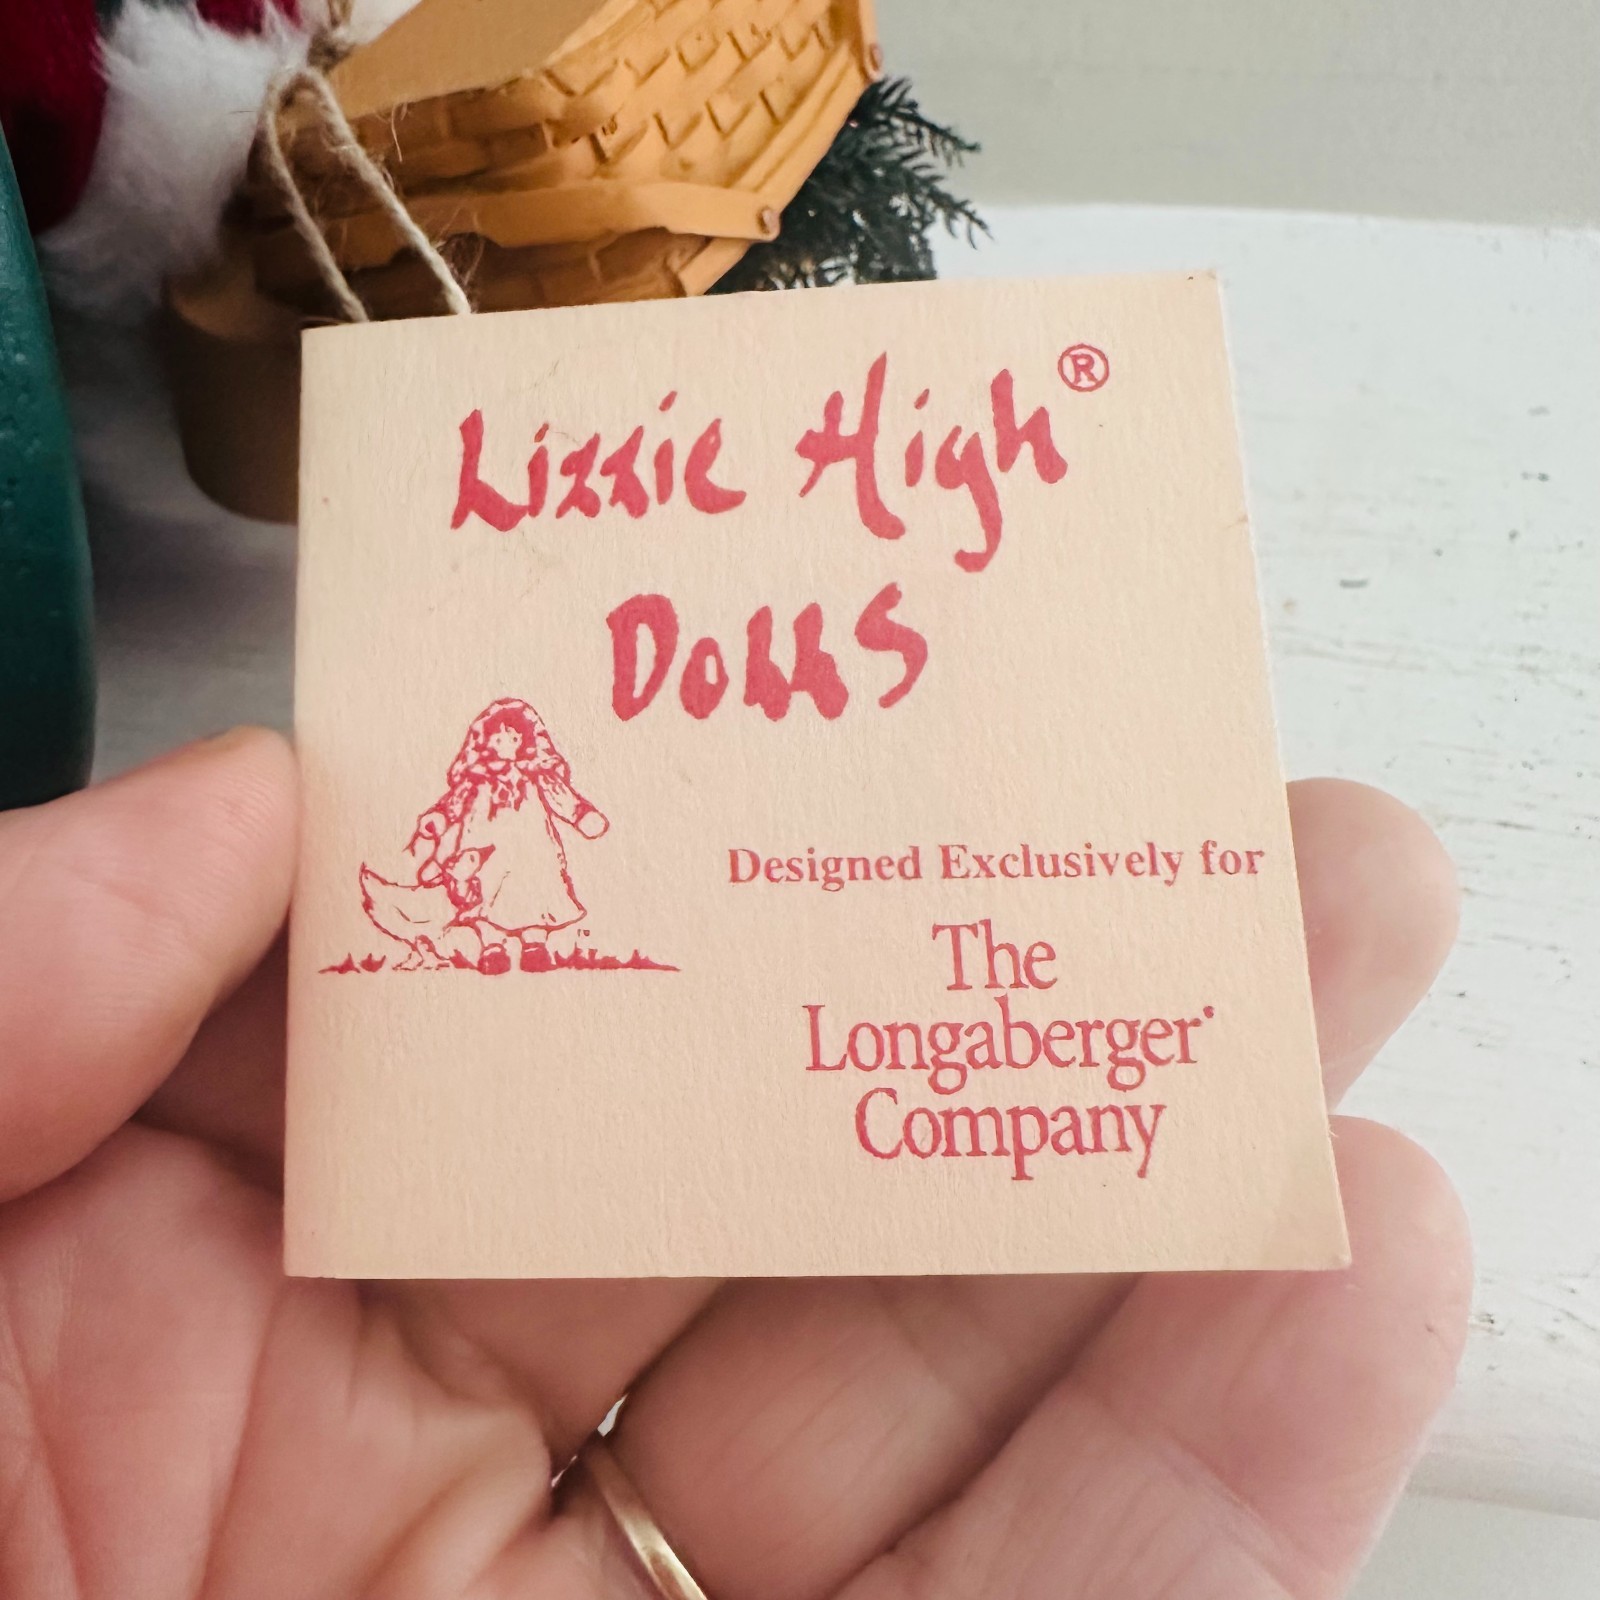 Lizzie High®
Dolls
Designed Exclusively for
The
Longaberger
Company